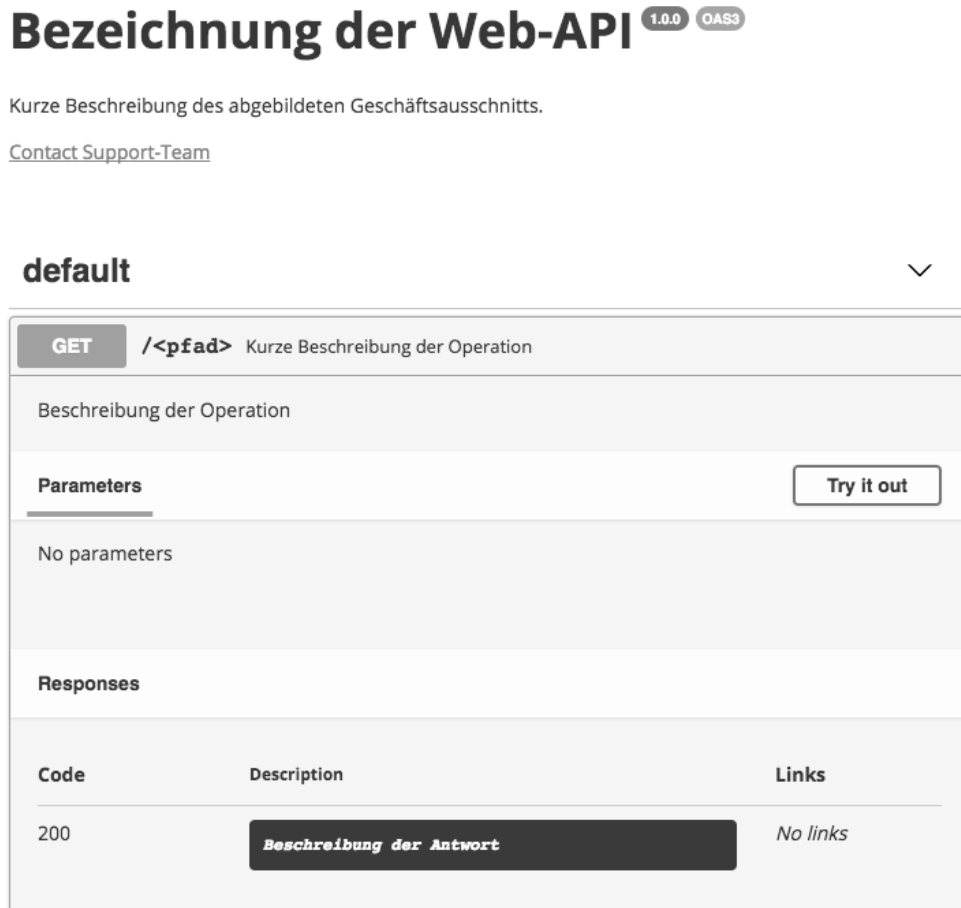 Bezeichnung der Web-API 1.0.0 OAS3
Kurze Beschreibung des abgebildeten Geschäftsausschnitts.
Contact Support-Team
default
GET /<pfad> Kurze Beschreibung der Operation
Beschreibung der Operation
Parameters Try it out
No parameters
Responses
Code Description Links
200 Beschreibung der Antwort No links